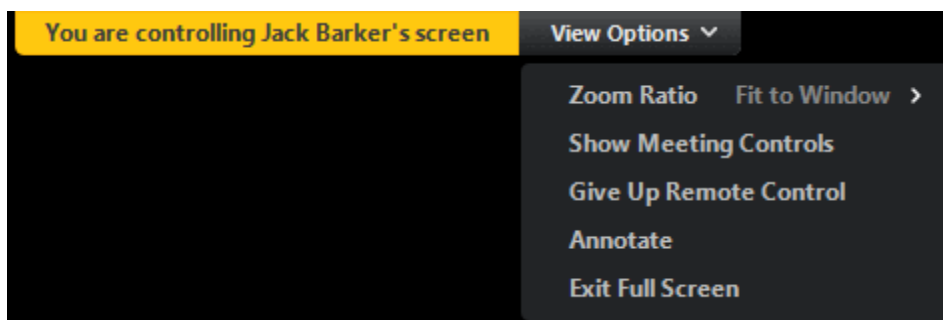 You are controlling Jack Barker's screen View Options
Zoom Ratio Fit to Window >
Show Meeting Controls
Give Up Remote Control
Annotate
Exit Full Screen